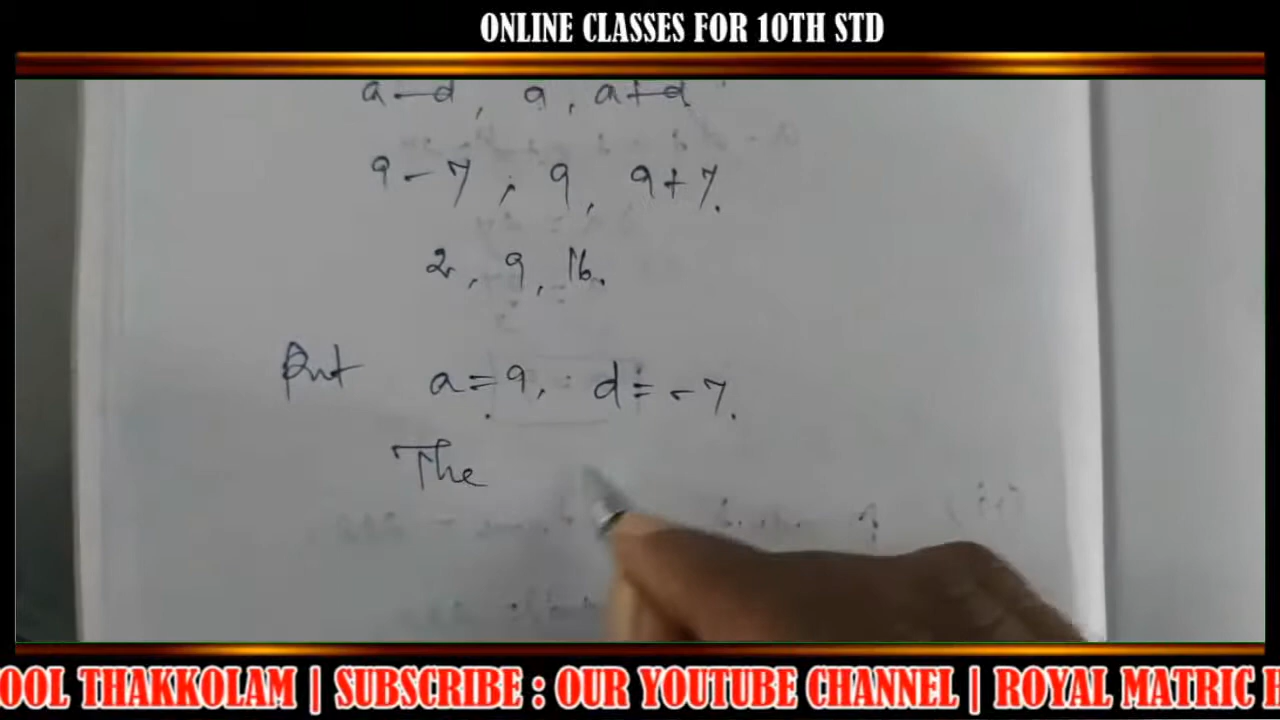 ONLINE CLASSES FOR 10TH STD
a-d, a, a+d
9-7, 9, 9+7.
2, 9, 16.
Put a=9, d=-7.
The
OOL THAKKOLAM | SUBSCRIBE : OUR YOUTUBE CHANNEL | ROYAL MATRIC H